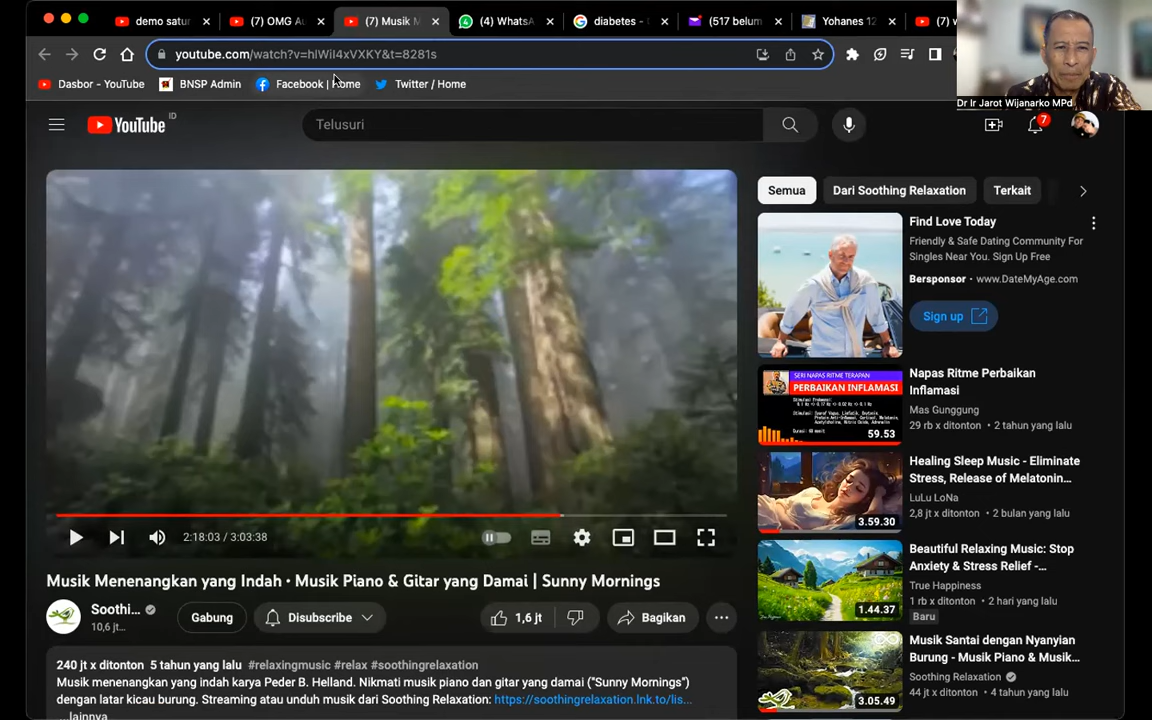 demo satur
(7) OMG Au
(7) Musik M
(4) WhatsA
diabetes -
(517 belum
Yohanes 12
(7) w
youtube.com/watch?v=hlWiI4xVXKY&t=8281s
Dasbor - YouTube
BNSP Admin
Facebook | Home
Twitter / Home
Dr Ir Jarot Wijanarko MPd
YouTube ID
Telusuri
7
Semua
Dari Soothing Relaxation
Terkait
Find Love Today
Friendly & Safe Dating Community For
Singles Near You. Sign Up Free
Bersponsor · www.DateMyAge.com
Sign up
SERI NAPAS RITME TERAPAN
PERBAIKAN INFLAMASI
59.53
Napas Ritme Perbaikan
Inflamasi
Mas Gunggung
29 rb x ditonton • 2 tahun yang lalu
3.59.30
Healing Sleep Music - Eliminate
Stress, Release of Melatonin...
LuLu LoNa
2,8 jt x ditonton • 2 bulan yang lalu
1.44.37
Beautiful Relaxing Music: Stop
Anxiety & Stress Relief -...
True Happiness
1 rb x ditonton • 2 hari yang lalu
Baru
3.05.49
Musik Santai dengan Nyanyian
Burung - Musik Piano & Musik...
Soothing Relaxation
44 jt x ditonton • 4 tahun yang lalu
2:18:03 / 3:03:38
Musik Menenangkan yang Indah • Musik Piano & Gitar yang Damai | Sunny Mornings
Soothi...
10,6 jt...
Gabung
Disubscribe
1,6 jt
Bagikan
240 jt x ditonton 5 tahun yang lalu #relaxingmusic #relax #soothingrelaxation
Musik menenangkan yang indah karya Peder B. Helland. Nikmati musik piano dan gitar yang damai ("Sunny Mornings")
dengan latar kicau burung. Streaming atau unduh musik dari Soothing Relaxation: https://soothingrelaxation.lnk.to/lis...
...lainnya